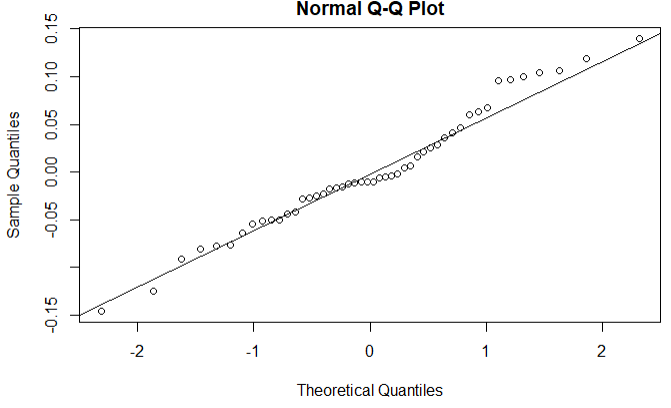 Normal Q-Q Plot
Sample Quantiles
0.15
0.10
0.05
0.00
-0.05
-0.15
-2 -1 0 1 2
Theoretical Quantiles